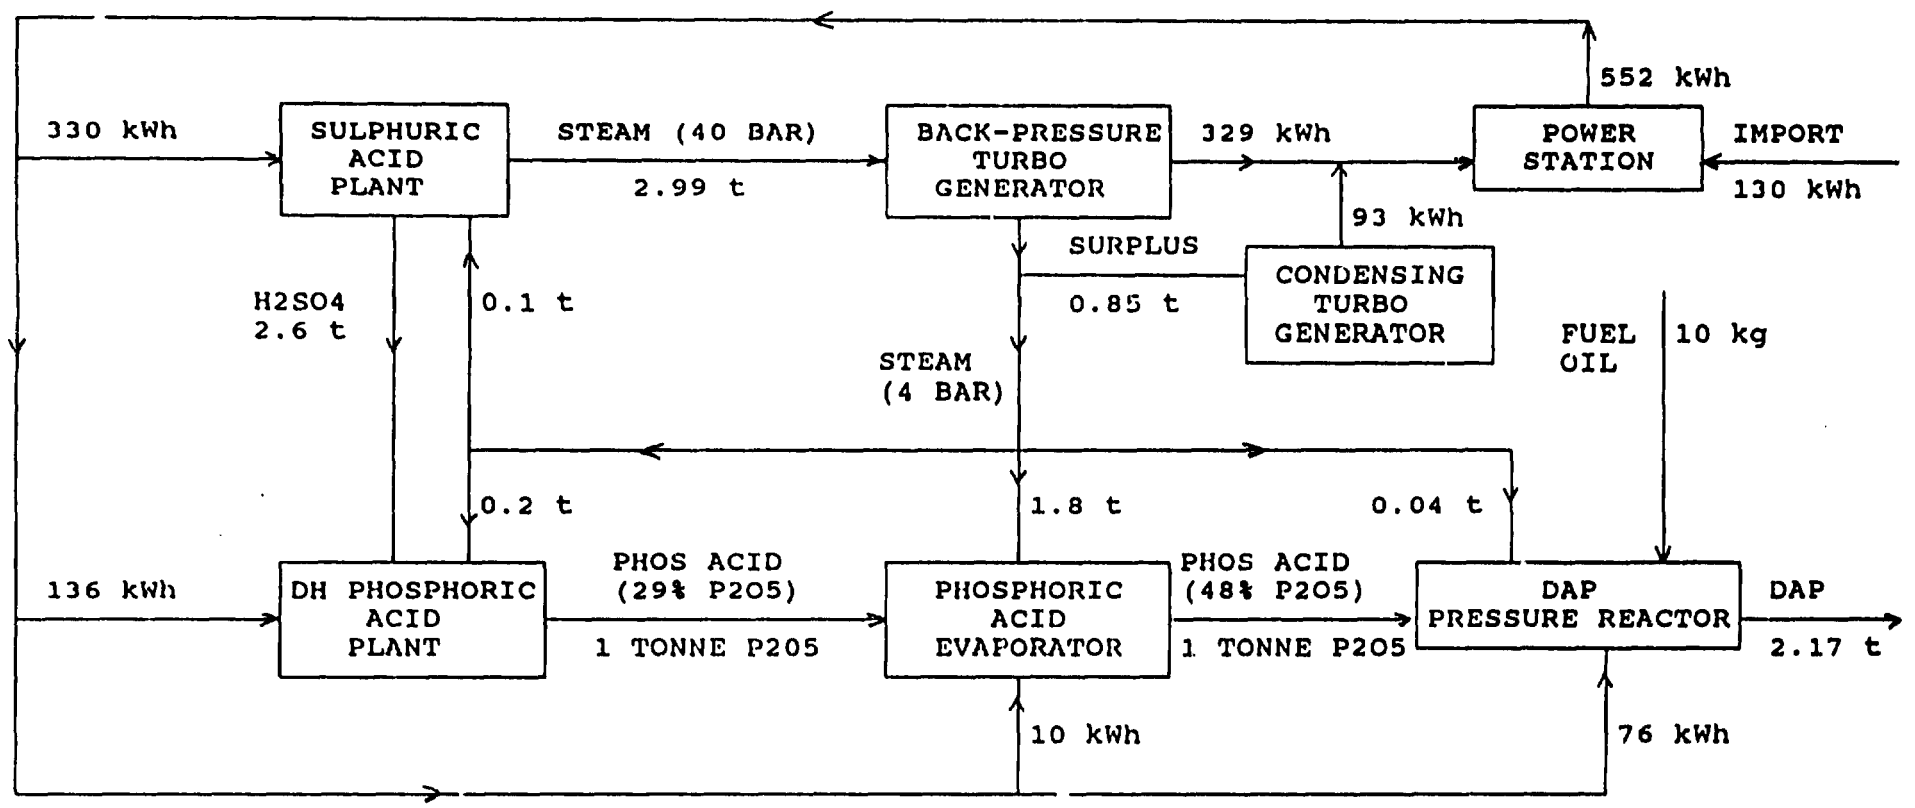 552 kWh
330 kWh
SULPHURIC
ACID
PLANT
STEAM (40 BAR)
2.99 t
BACK-PRESSURE
TURBO
GENERATOR
329 kWh
POWER
STATION
IMPORT
130 kWh
93 kWh
SURPLUS
0.85 t
CONDENSING
TURBO
GENERATOR
H2SO4
2.6 t
0.1 t
STEAM
(4 BAR)
FUEL
OIL
10 kg
0.2 t
1.8 t
0.04 t
136 kWh
DH PHOSPHORIC
ACID
PLANT
PHOS ACID
(29% P2O5)
1 TONNE P2O5
PHOSPHORIC
ACID
EVAPORATOR
PHOS ACID
(48% P2O5)
1 TONNE P2O5
DAP
PRESSURE REACTOR
DAP
2.17 t
10 kWh
76 kWh